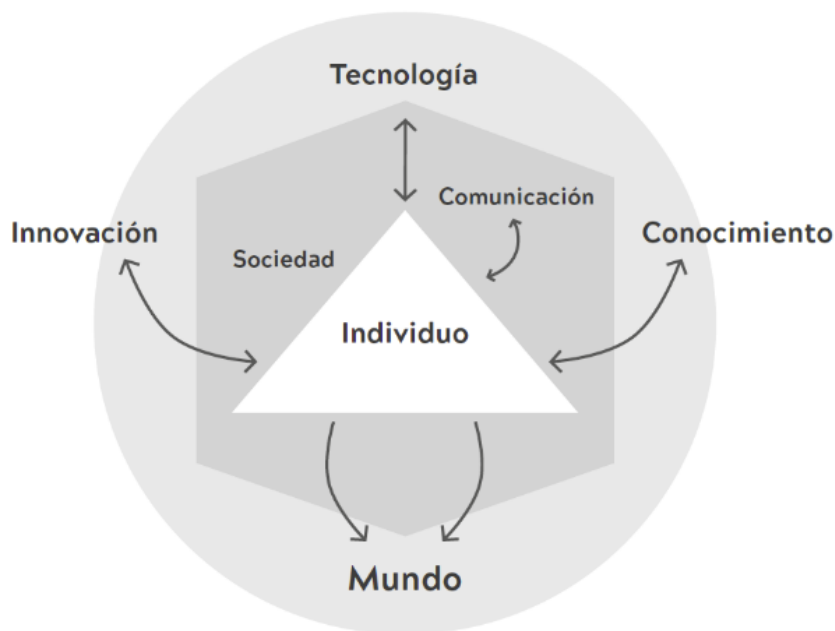 Tecnología
Comunicación
Innovación
Conocimiento
Sociedad
Individuo
Mundo